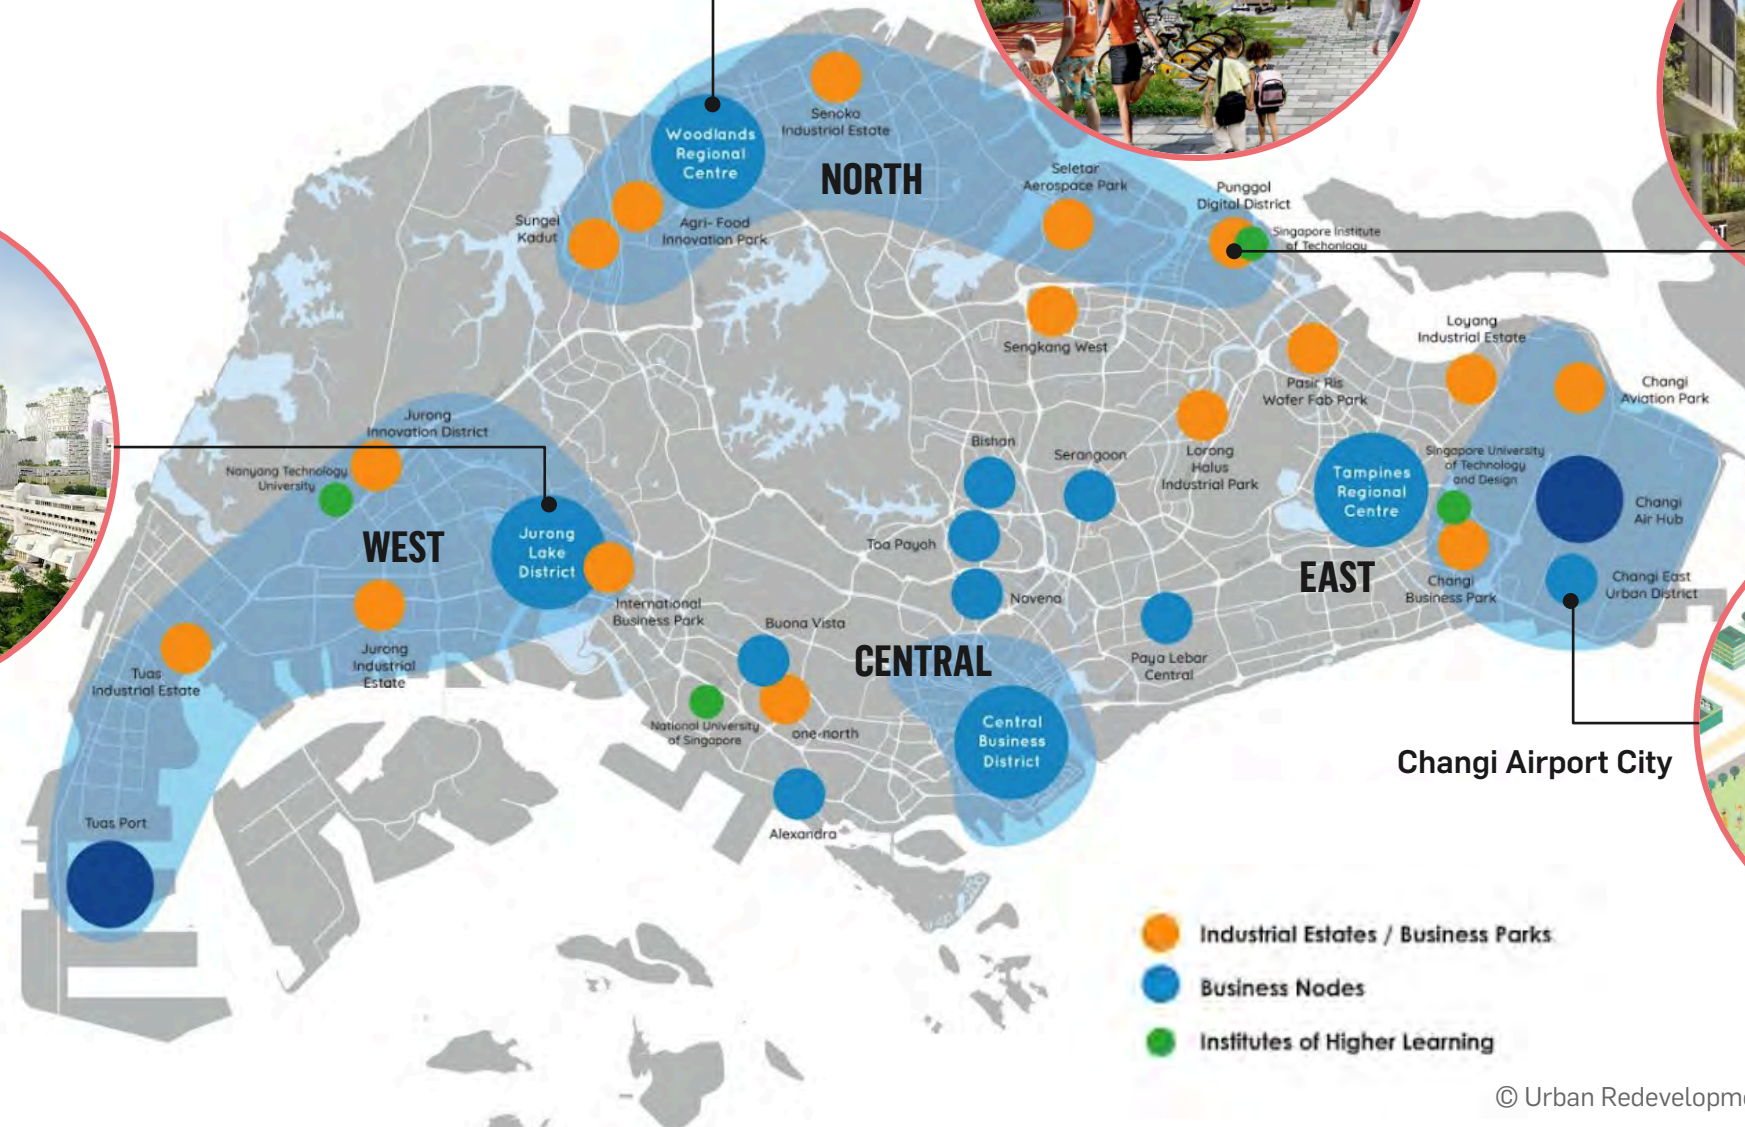 Senoko
Industrial Estate
Woodlands
Regional
Centre
NORTH
Seletar
Aerospace Park
Punggol
Digital District
Singapore Institute
of Techonlogy
Sungei
Kadut
Agri- Food
Innovation Park
Sengkang West
Loyang
Industrial Estate
Pasir Ris
Wafer Fab Park
Changi
Aviation Park
Jurong
Innovation District
Nanyang Technology
University
Bishan
Serangoon
Lorong
Halus
Industrial Park
Tampines
Regional
Centre
Singapore University
of Technology
and Design
Changi
Air Hub
WEST
Jurong
Lake
District
Toa Payoh
EAST
Changi
Business Park
Changi East
Urban District
International
Business Park
Novena
Buona Vista
CENTRAL
Paya Lebar
Central
Jurong
Industrial
Estate
Tuas
Industrial Estate
National University
of Singapore
one-north
Central
Business
District
Changi Airport City
Tuas Port
Alexandra
Industrial Estates / Business Parks
Business Nodes
Institutes of Higher Learning
© Urban Redevelopme